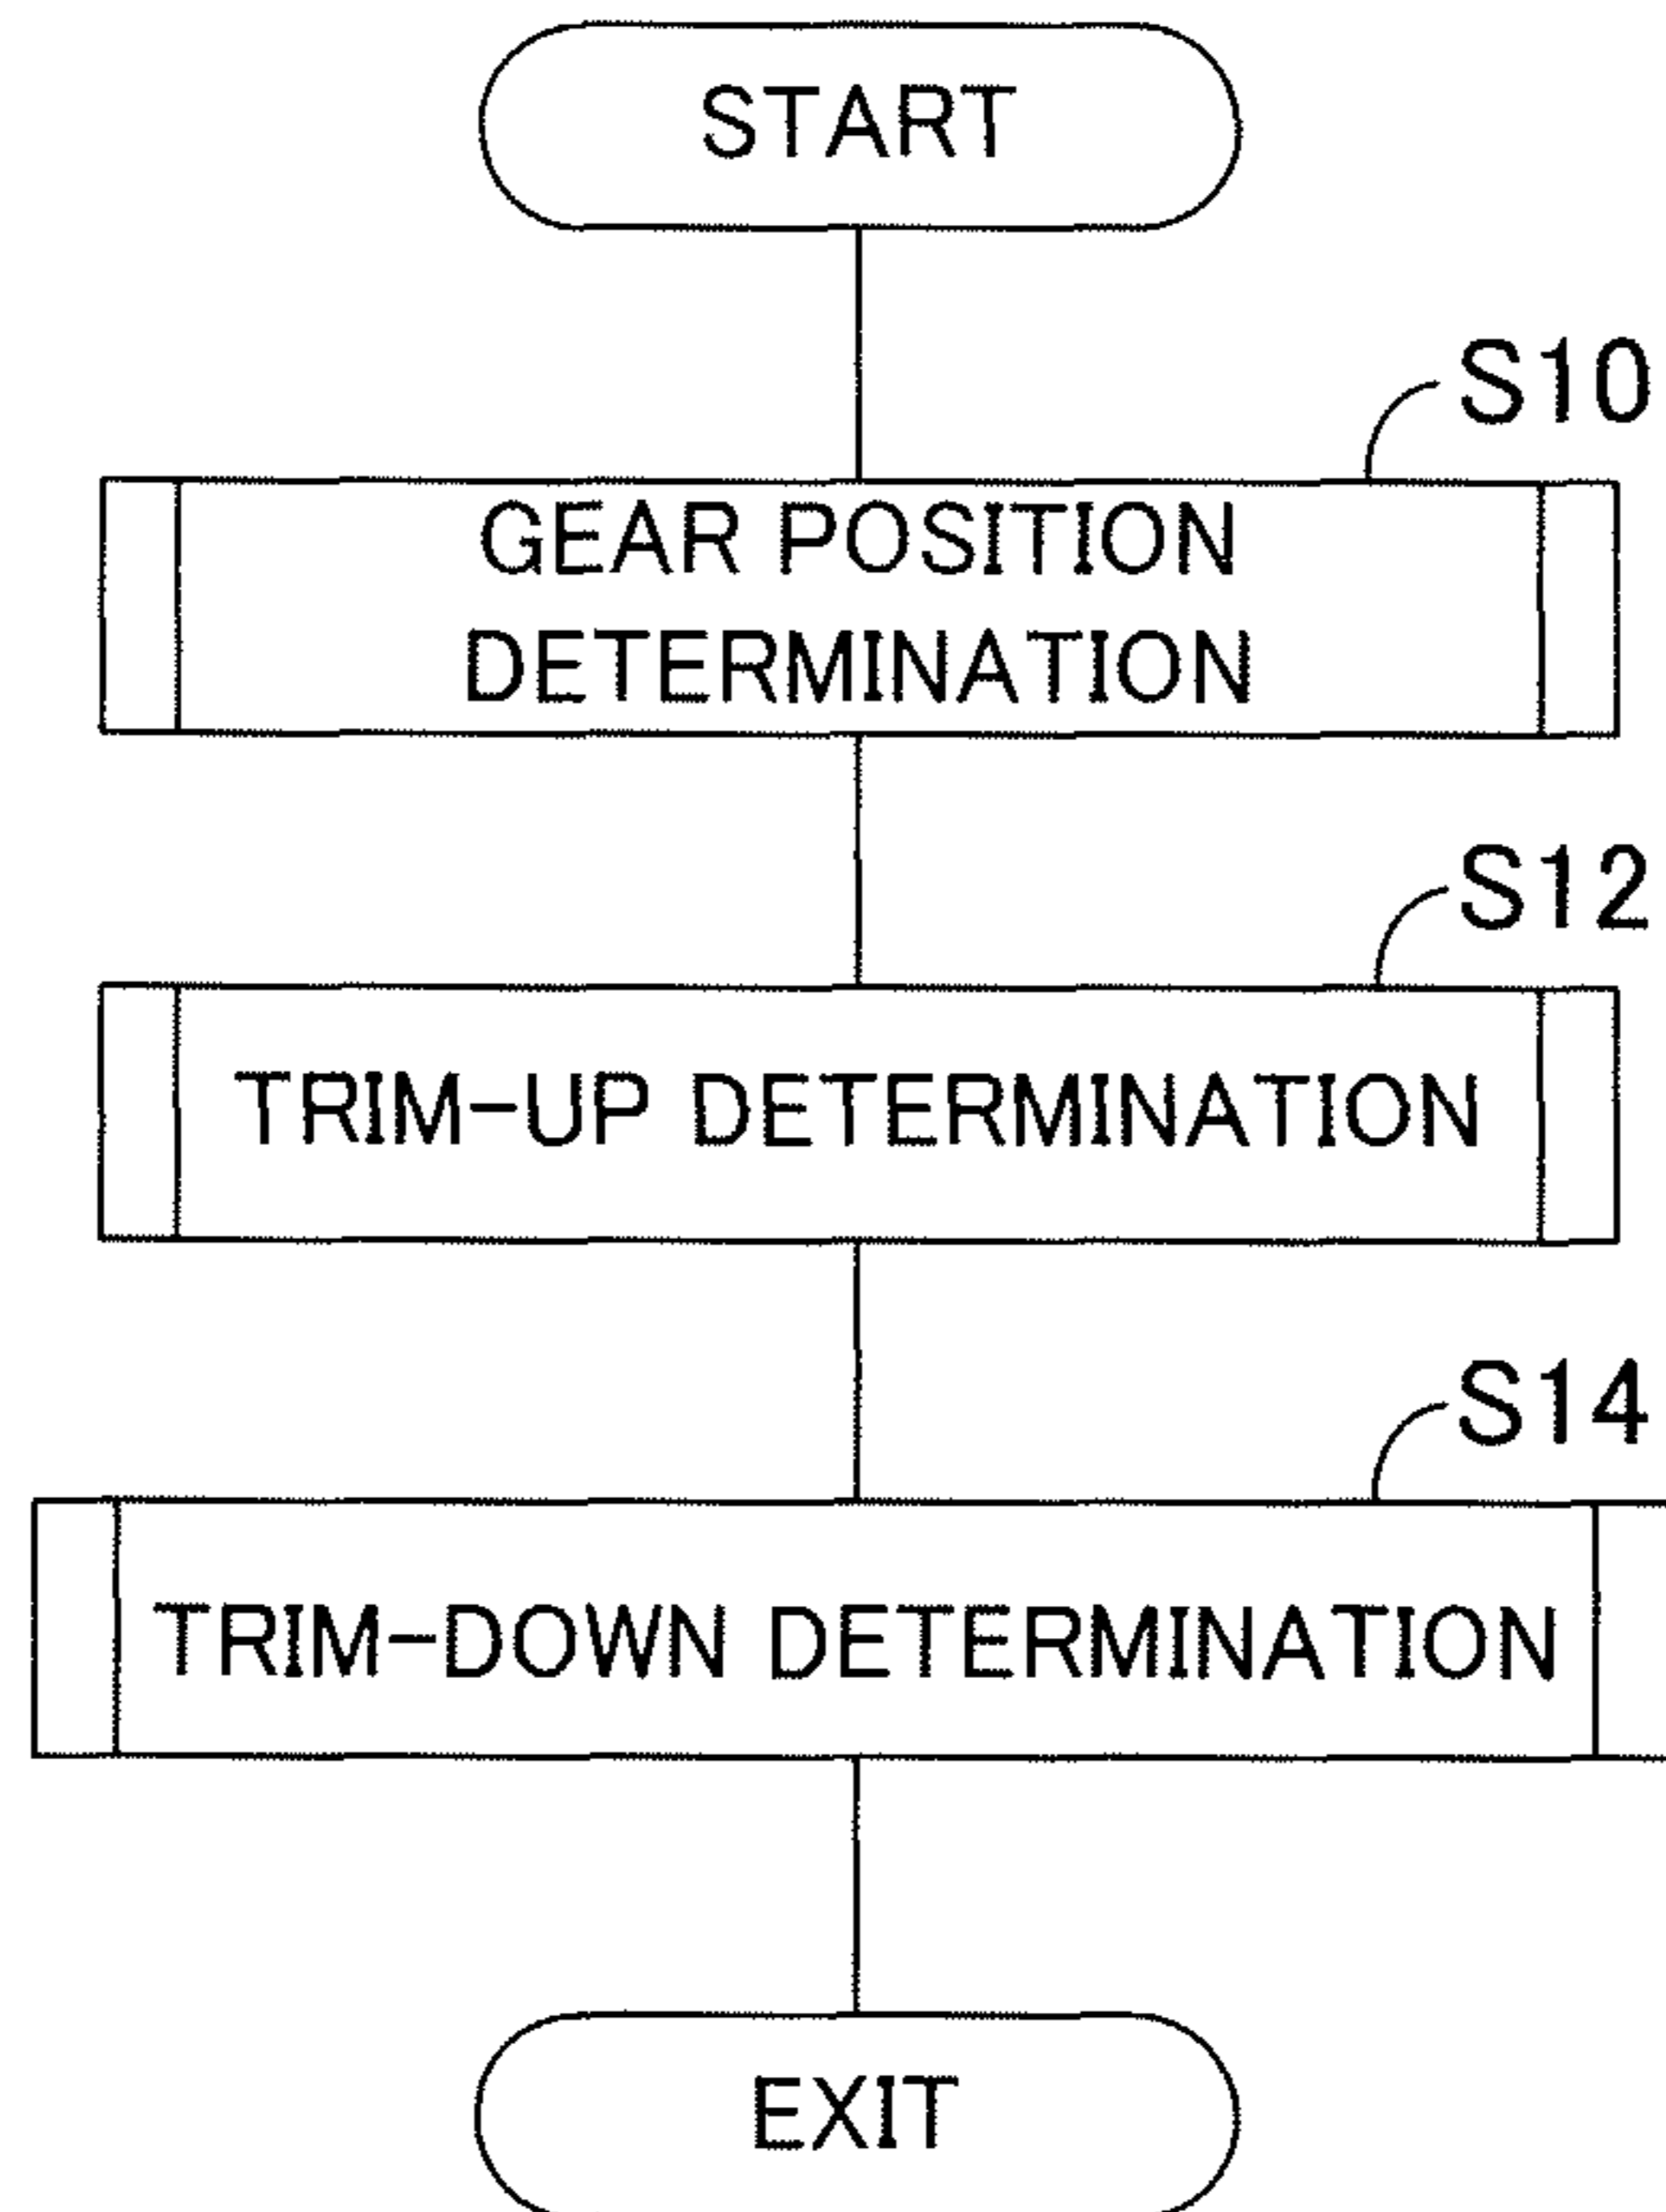 START
S10
GEAR POSITION
DETERMINATION
S12
TRIM-UP DETERMINATION
S14
TRIM-DOWN DETERMINATION
EXIT